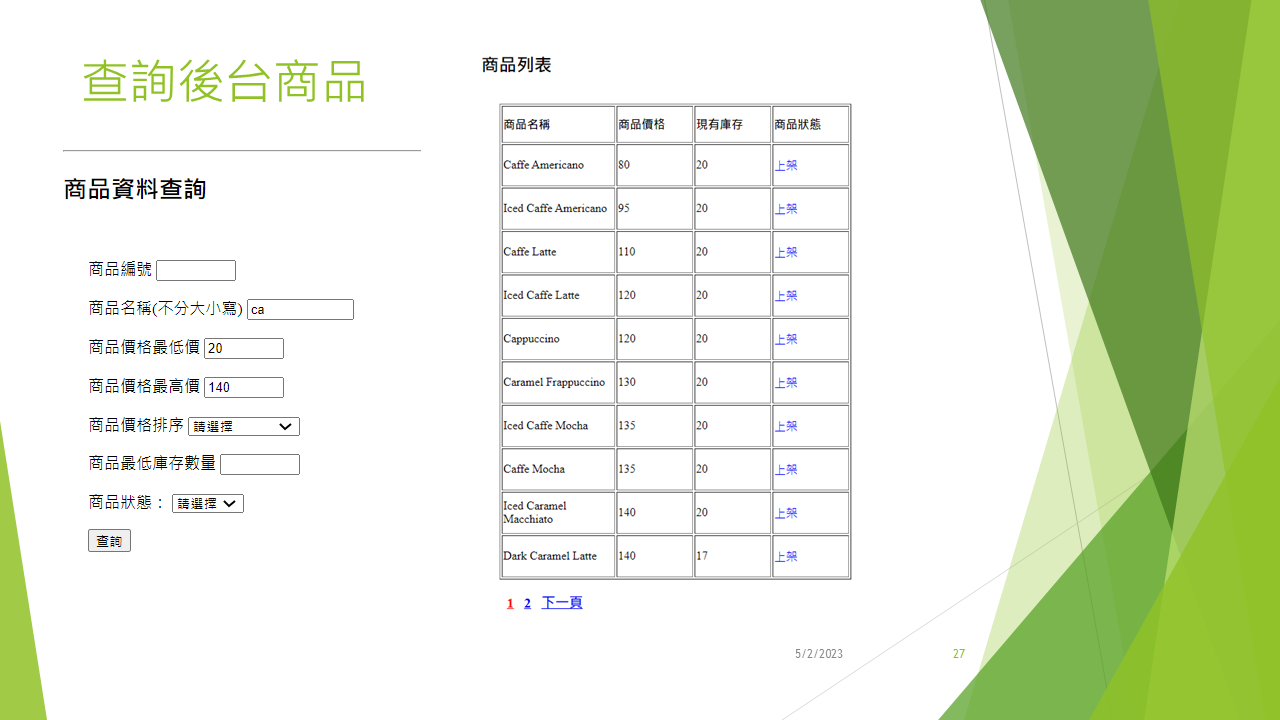 查詢後台商品
商品資料查詢
商品編號
商品名稱(不分大小寫) ca
商品價格最低價 20
商品價格最高價 140
商品價格排序 請選擇
商品最低庫存數量
商品狀態： 請選擇
查詢
商品列表
商品名稱 商品價格 現有庫存 商品狀態
Caffe Americano 80 20 上架
Iced Caffe Americano 95 20 上架
Caffe Latte 110 20 上架
Iced Caffe Latte 120 20 上架
Cappuccino 120 20 上架
Caramel Frappuccino 130 20 上架
Iced Caffe Mocha 135 20 上架
Caffe Mocha 135 20 上架
Iced Caramel
Macchiato 140 20 上架
Dark Caramel Latte 140 17 上架
1 2 下一頁
5/2/2023 27